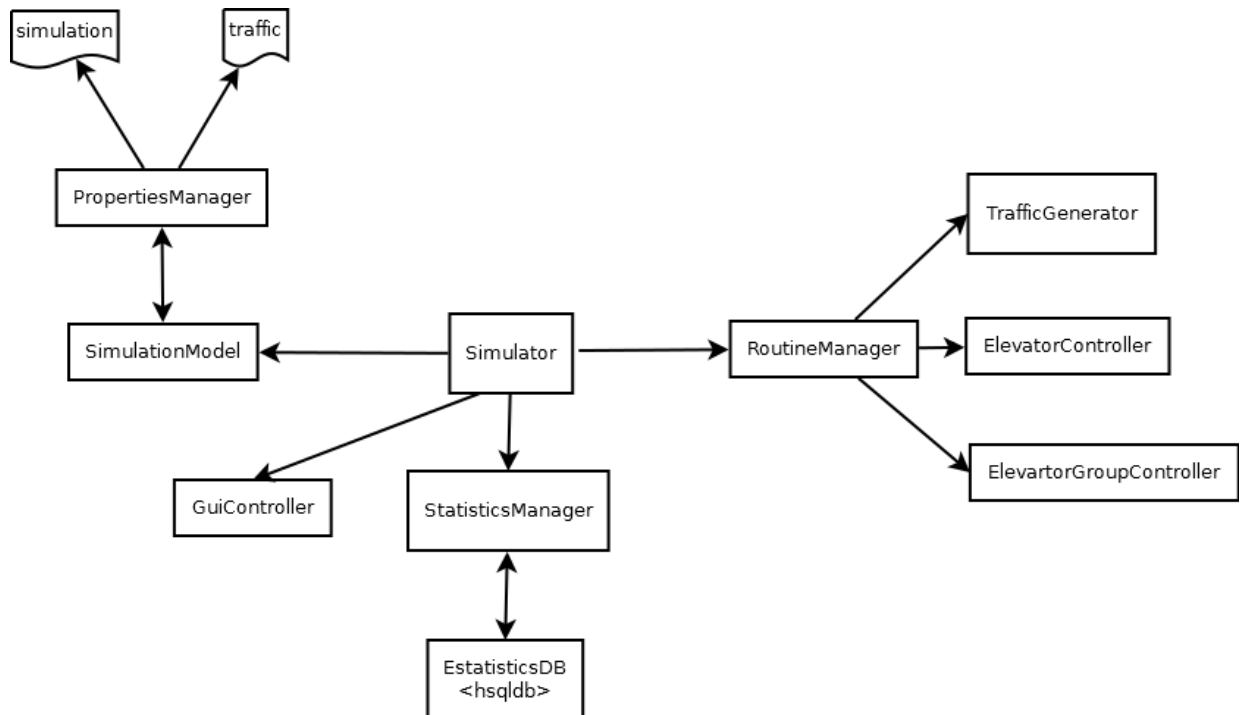 simulation
traffic
PropertiesManager
TrafficGenerator
SimulationModel
Simulator
RoutineManager
ElevatorController
GuiController
StatisticsManager
ElevartorGroupController
EstatisticsDB
<hsqldb>